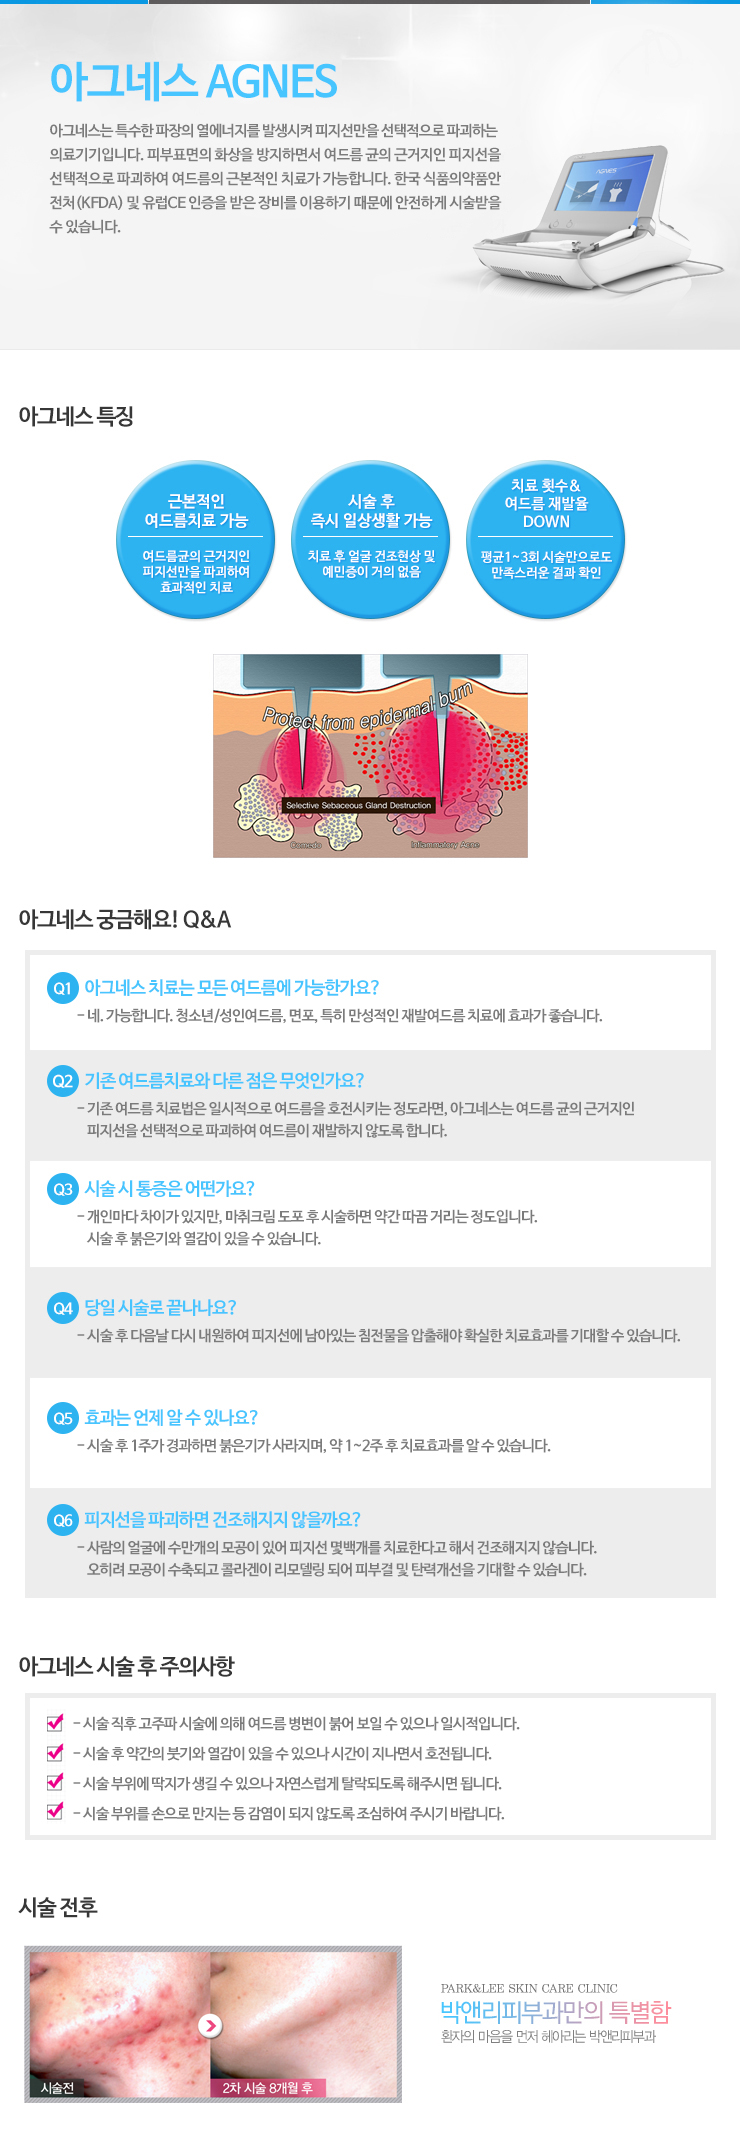 아그네스 AGNES
아그네스는 특수한 파장의 열에너지를 발생시켜 피지선만을 선택적으로 파괴하는
의료기기입니다. 피부표면의 화상을 방지하면서 여드름 균의 근거지인 피지선을
선택적으로 파괴하여 여드름의 근본적인 치료가 가능합니다. 한국 식품의약품안
전처(KFDA) 및 유럽CE 인증을 받은 장비를 이용하기 때문에 안전하게 시술받을
수 있습니다.
AGNES
아그네스 특징
근본적인
여드름치료 가능
여드름균의 근거지인
피지선만을 파괴하여
효과적인 치료
시술 후
즉시 일상생활 가능
치료 후 얼굴 건조현상 및
예민증이 거의 없음
치료 횟수&
여드름 재발율
DOWN
평균1~3회 시술만으로도
만족스러운 결과 확인
Protect from epidermal burn
Selective Sebaceous Gland Destruction
Comedo
Inflammatory Acne
아그네스 궁금해요! Q&A
Q1 아그네스 치료는 모든 여드름에 가능한가요?
- 네. 가능합니다. 청소년/성인여드름, 면포, 특히 만성적인 재발여드름 치료에 효과가 좋습니다.
Q2 기존 여드름치료와 다른 점은 무엇인가요?
- 기존 여드름 치료법은 일시적으로 여드름을 호전시키는 정도라면, 아그네스는 여드름 균의 근거지인
피지선을 선택적으로 파괴하여 여드름이 재발하지 않도록 합니다.
Q3 시술 시 통증은 어떤가요?
- 개인마다 차이가 있지만, 마취크림 도포 후 시술하면 약간 따끔 거리는 정도입니다.
시술 후 붉은기와 열감이 있을 수 있습니다.
Q4 당일 시술로 끝나나요?
- 시술 후 다음날 다시 내원하여 피지선에 남아있는 침전물을 압출해야 확실한 치료효과를 기대할 수 있습니다.
Q5 효과는 언제 알 수 있나요?
- 시술 후 1주가 경과하면 붉은기가 사라지며, 약 1~2주 후 치료효과를 알 수 있습니다.
Q6 피지선을 파괴하면 건조해지지 않을까요?
- 사람의 얼굴에 수만개의 모공이 있어 피지선 몇백개를 치료한다고 해서 건조해지지 않습니다.
오히려 모공이 수축되고 콜라겐이 리모델링 되어 피부결 및 탄력개선을 기대할 수 있습니다.
아그네스 시술 후 주의사항
- 시술 직후 고주파 시술에 의해 여드름 병변이 붉어 보일 수 있으나 일시적입니다.
- 시술 후 약간의 붓기와 열감이 있을 수 있으나 시간이 지나면서 호전됩니다.
- 시술 부위에 딱지가 생길 수 있으나 자연스럽게 탈락되도록 해주시면 됩니다.
- 시술 부위를 손으로 만지는 등 감염이 되지 않도록 조심하여 주시기 바랍니다.
시술 전후
시술전
2차 시술 8개월 후
PARK&LEE SKIN CARE CLINIC
박앤리피부과만의 특별함
환자의 마음을 먼저 헤아리는 박앤리피부과